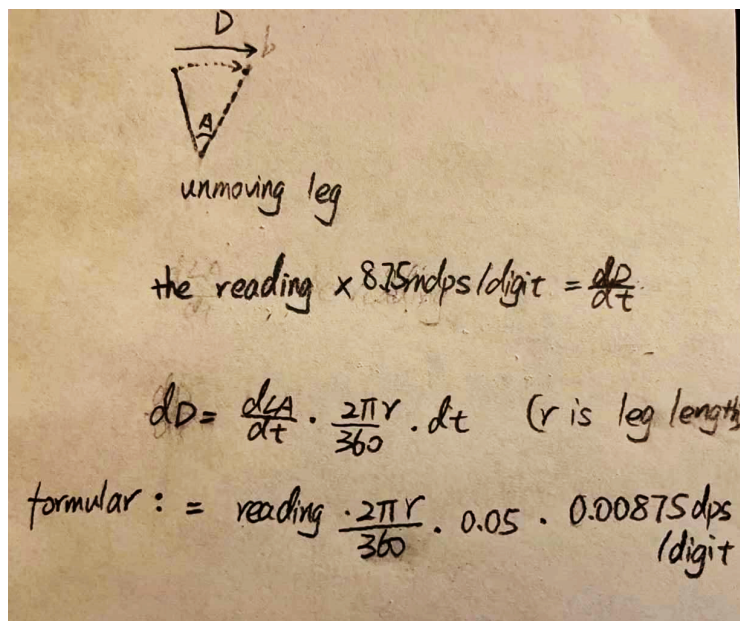 D
b
A
unmoving leg
the reading × 8.75mdps/digit = dD/dt
dD = d∠A/dt · 2πr/360 · dt (r is leg length
formular : = reading · 2πr/360 · 0.05 · 0.00875dps
/digit